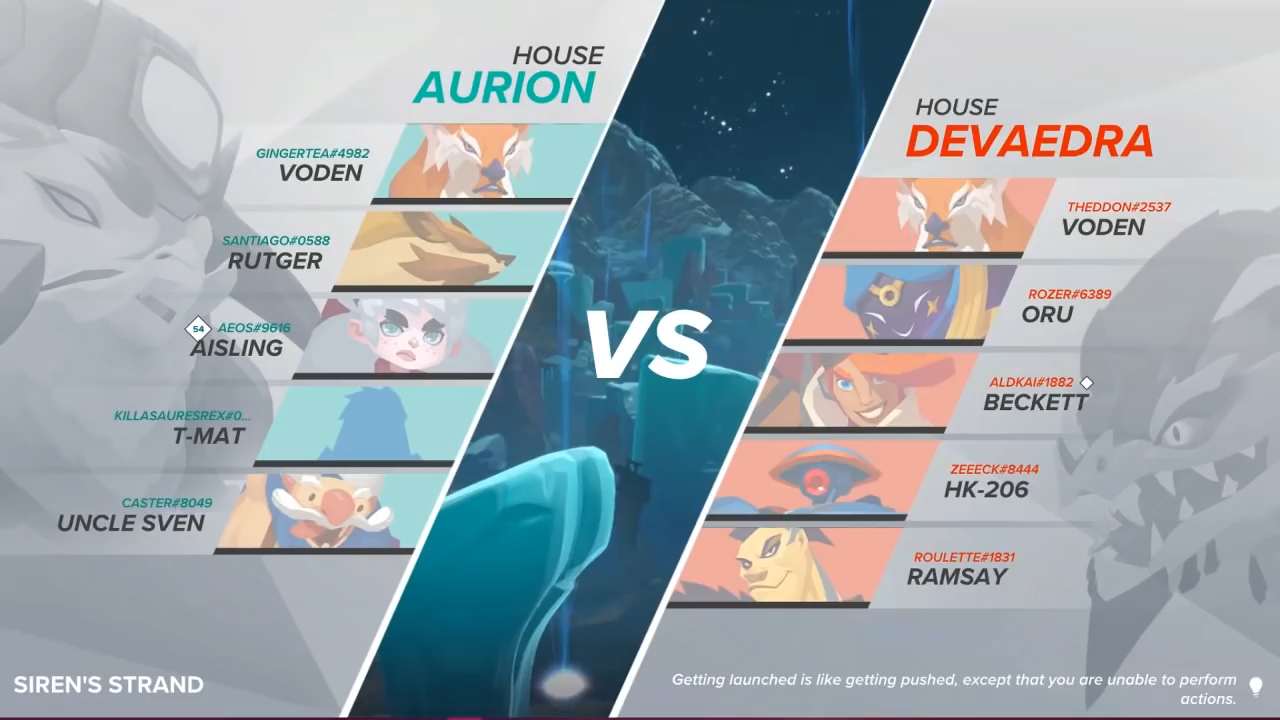 HOUSE
AURION
GINGERTEA#4982
VODEN
SANTIAGO#0588
RUTGER
54
AEOS#9616
AISLING
KILLASAURESREX#0...
T-MAT
CASTER#8049
UNCLE SVEN
VS
HOUSE
DEVAEDRA
THEDDON#2537
VODEN
ROZER#6389
ORU
ALDKAI#1882
BECKETT
ZEEECK#8444
HK-206
ROULETTE#1831
RAMSAY
SIREN'S STRAND
Getting launched is like getting pushed, except that you are unable to perform
actions.